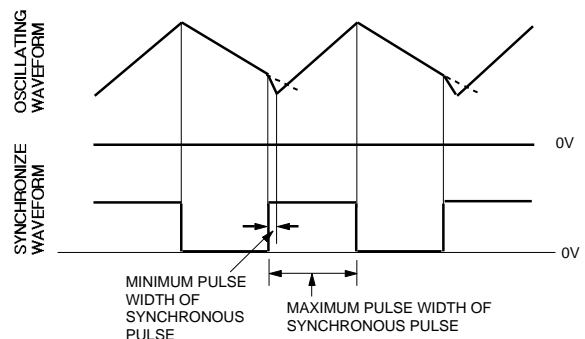 OSCILLATING
WAVEFORM
0V
SYNCHRONIZE
WAVEFORM
0V
MINIMUM PULSE
WIDTH OF
SYNCHRONOUS
PULSE
MAXIMUM PULSE WIDTH OF
SYNCHRONOUS PULSE